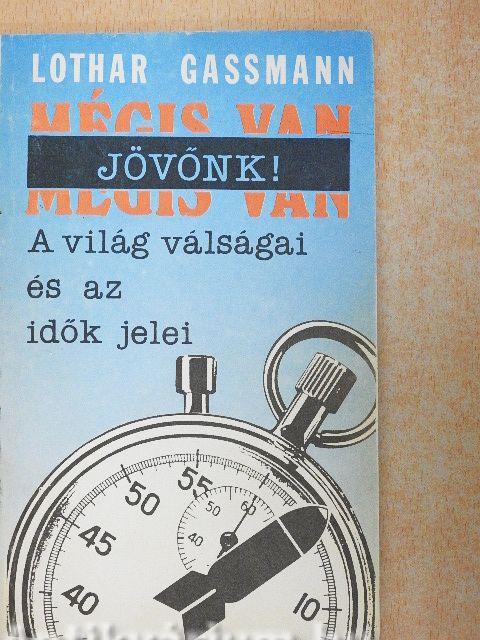 LOTHAR GASSMANN
MÉGIS VAN
JÖVŐNK!
MÉGIS VAN
A világ válságai
és az
idők jelei
55
50
60
50
45
40
40
10